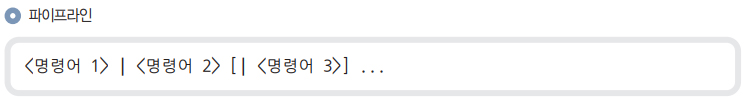 파이프라인
<명령어 1> | <명령어 2> [| <명령어 3>] ...